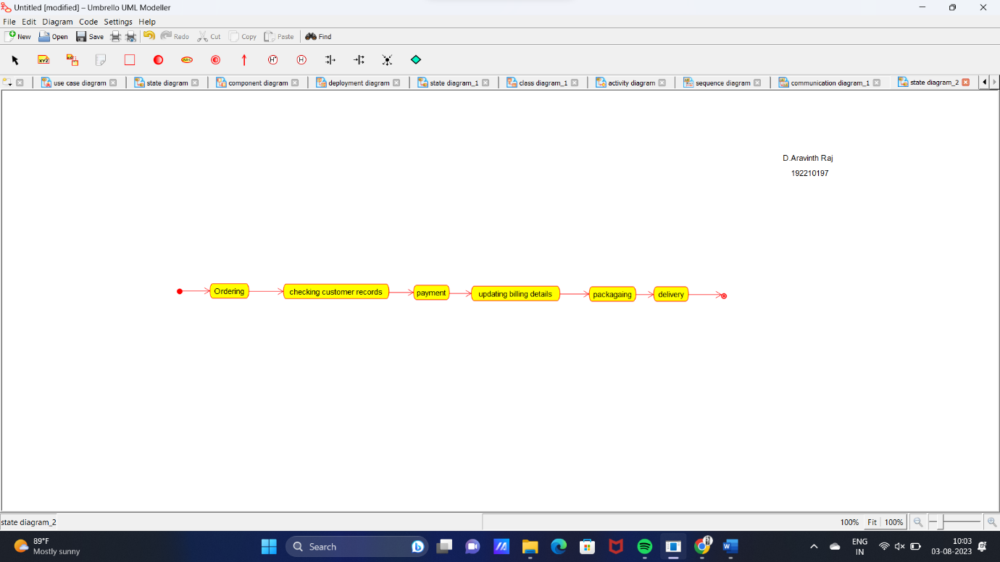 Untitled [modified] – Umbrello UML Modeller
File Edit Diagram Code Settings Help
New Open Save Redo Cut Copy Paste Find
XYZ ABC H* H
use case diagram state diagram component diagram deployment diagram state diagram_1 class diagram_1 activity diagram sequence diagram communication diagram_1 state diagram_2
D.Aravinth Raj
192210197
Ordering checking customer records payment updating billing details packagaing delivery
state diagram_2 100% Fit 100%
89°F
Mostly sunny
Search
ENG
IN
10:03
03-08-2023